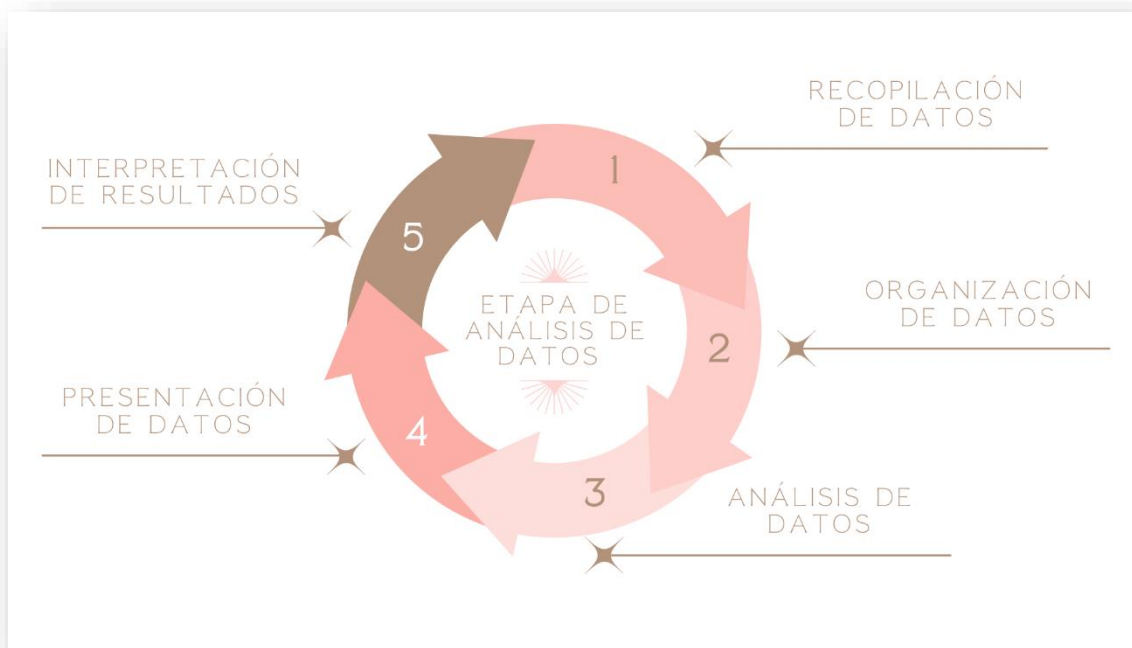 RECOPILACIÓN
DE DATOS
1
INTERPRETACIÓN
DE RESULTADOS
5
ETAPA DE
ANÁLISIS DE
DATOS
ORGANIZACIÓN
DE DATOS
2
PRESENTACIÓN
DE DATOS
4
3
ANÁLISIS DE
DATOS